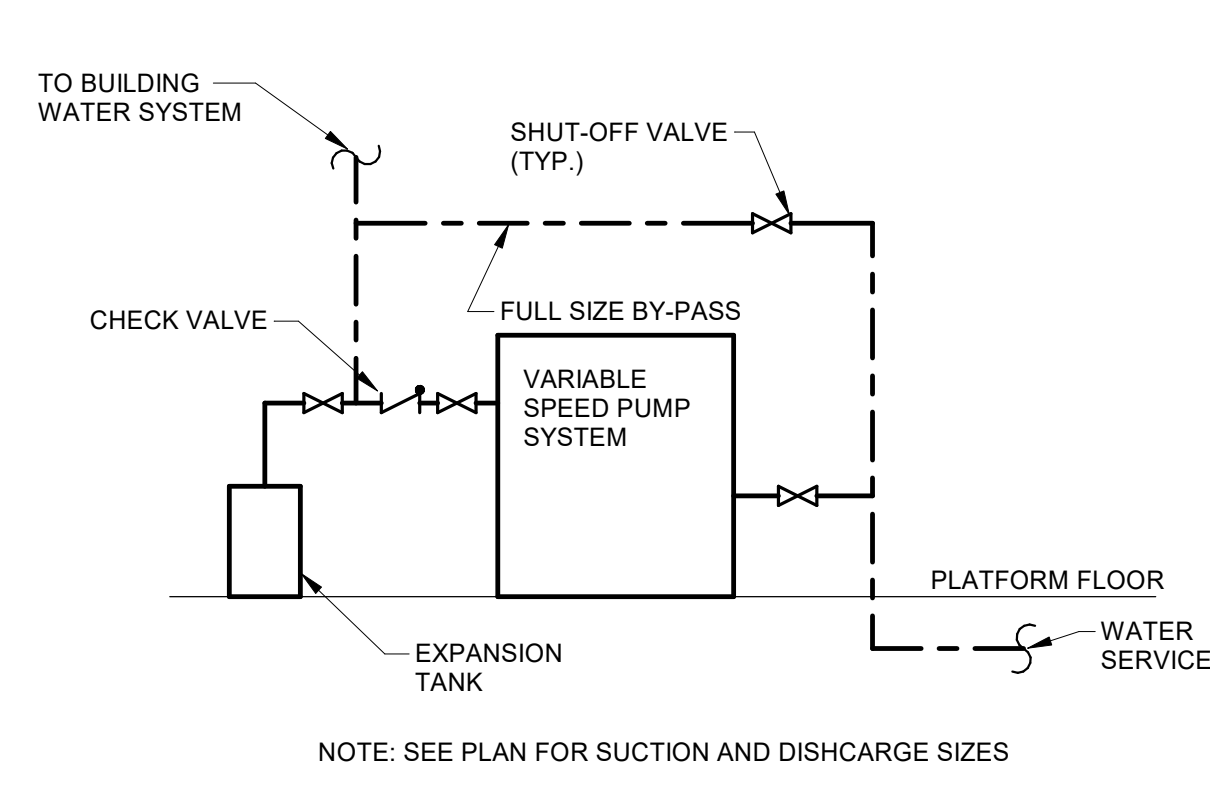 TO BUILDING
WATER SYSTEM
SHUT-OFF VALVE
(TYP.)
FULL SIZE BY-PASS
CHECK VALVE
VARIABLE
SPEED PUMP
SYSTEM
PLATFORM FLOOR
WATER
SERVICE
EXPANSION
TANK
NOTE: SEE PLAN FOR SUCTION AND DISHCARGE SIZES